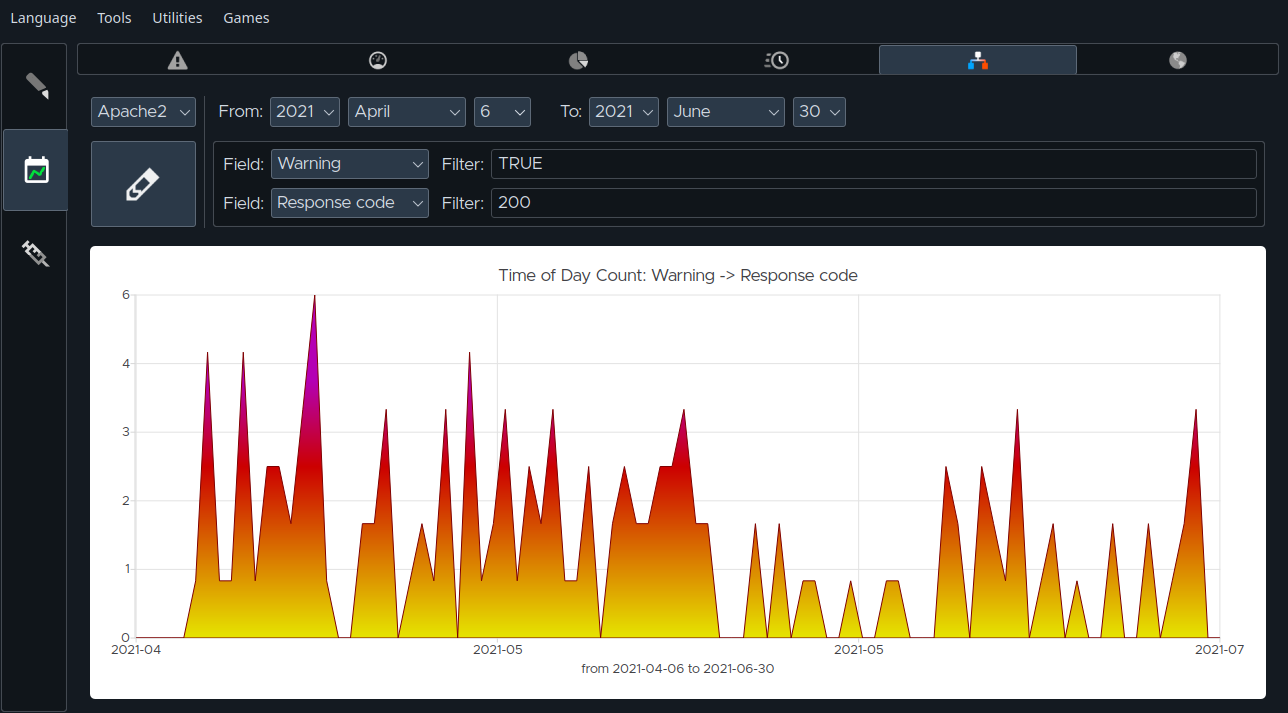 Language Tools Utilities Games
Apache2 From: 2021 April 6 To: 2021 June 30
Field: Warning Filter: TRUE
Field: Response code Filter: 200
Time of Day Count: Warning -> Response code
6
4
3
2
1
0
2021-04 2021-05 2021-05 2021-07
from 2021-04-06 to 2021-06-30